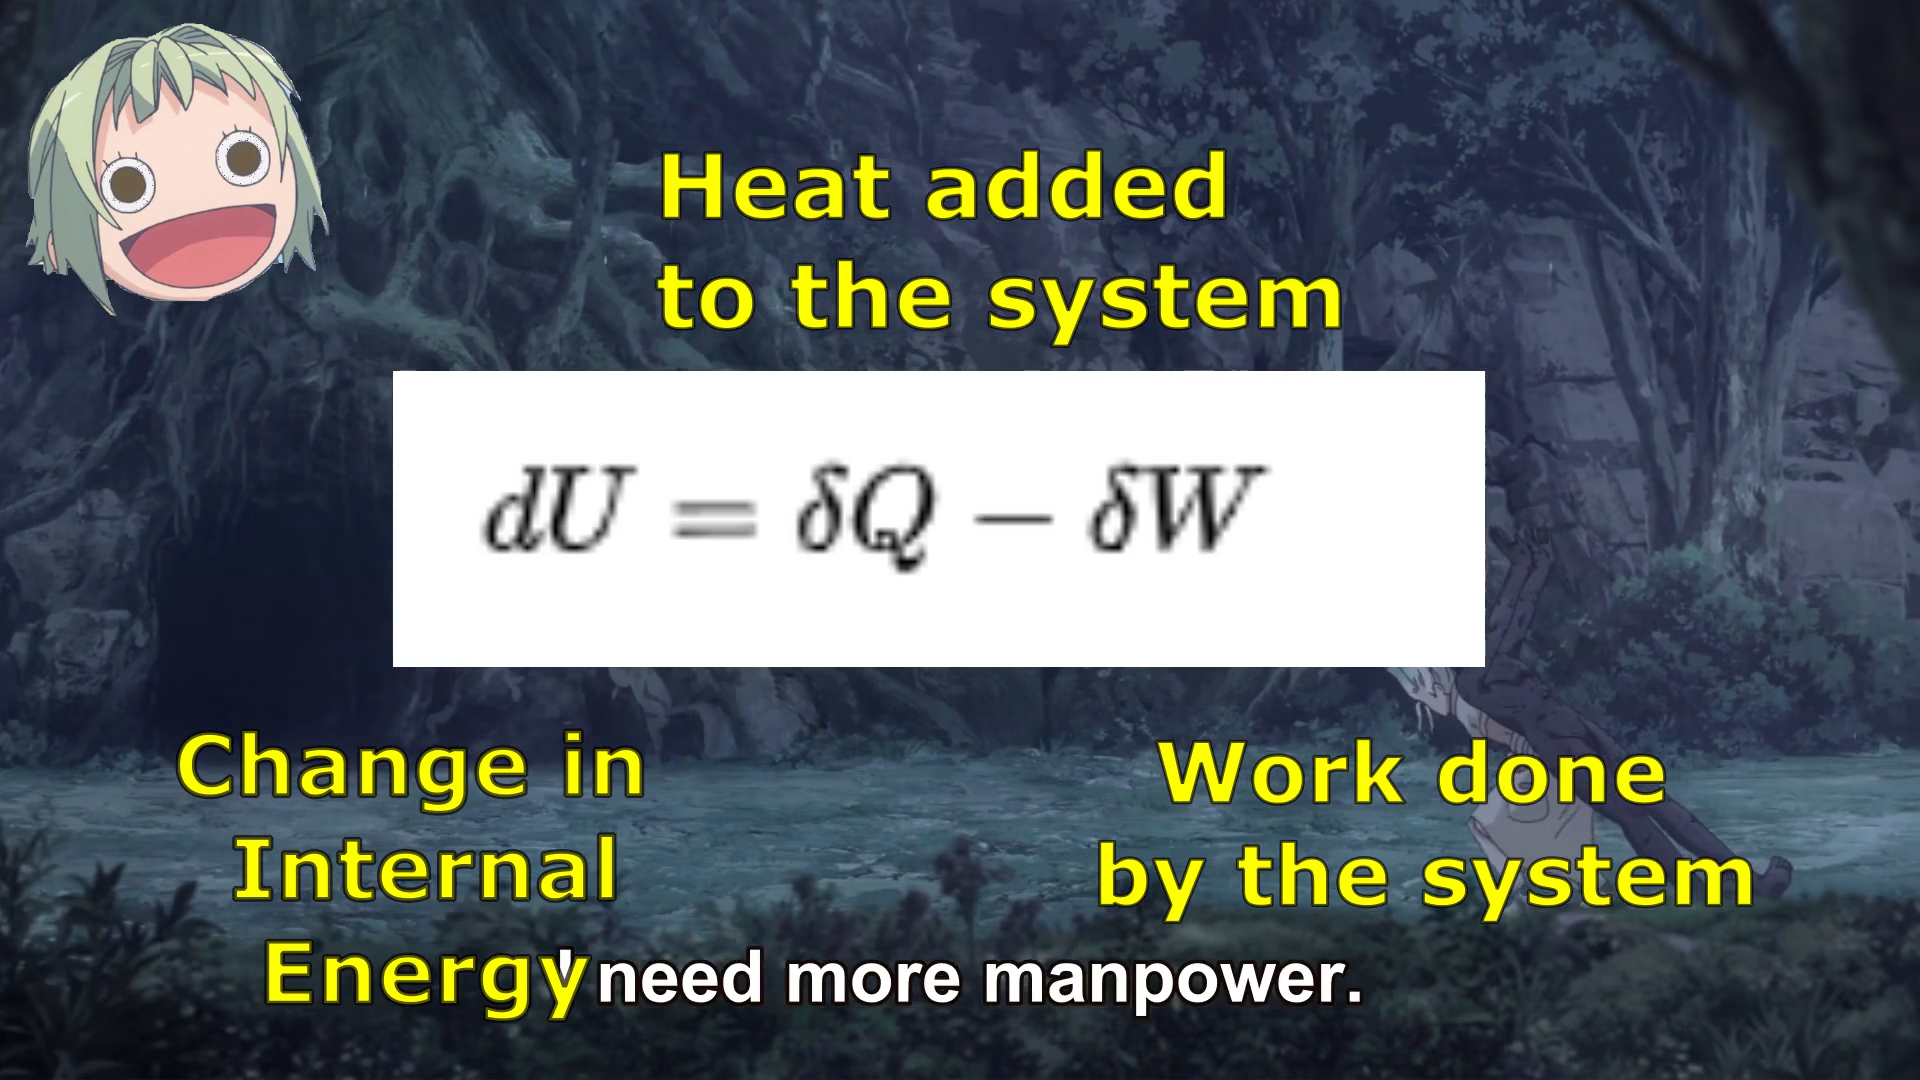 Heat added
to the system
dU = δQ − δW
Change in
Internal
Energy
Work done
by the system
I need more manpower.